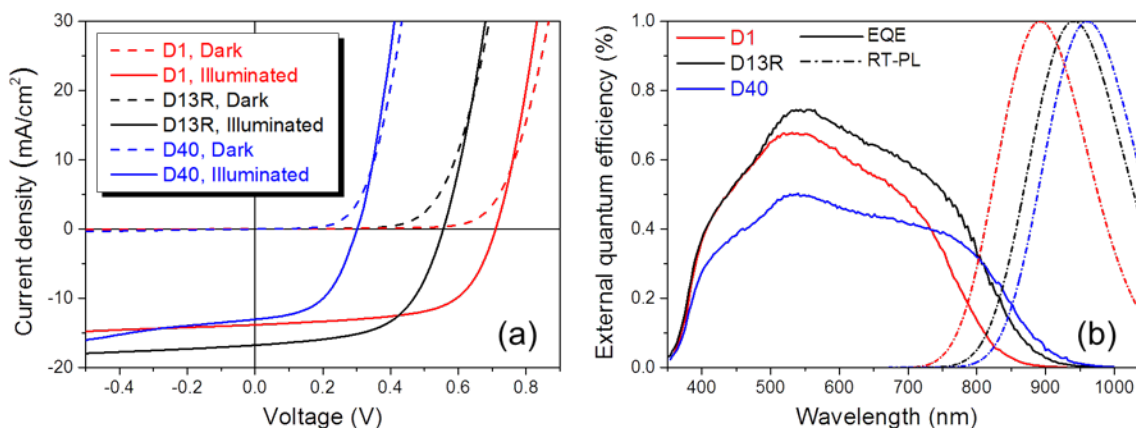 30
20
10
0
-10
-20
Current density (mA/cm²)
D1, Dark
D1, Illuminated
D13R, Dark
D13R, Illuminated
D40, Dark
D40, Illuminated
(a)
-0.4 -0.2 0.0 0.2 0.4 0.6 0.8
Voltage (V)
1.0
0.8
0.6
0.4
0.2
0.0
External quantum efficiency (%)
D1 EQE
D13R RT-PL
D40
(b)
400 500 600 700 800 900 1000
Wavelength (nm)